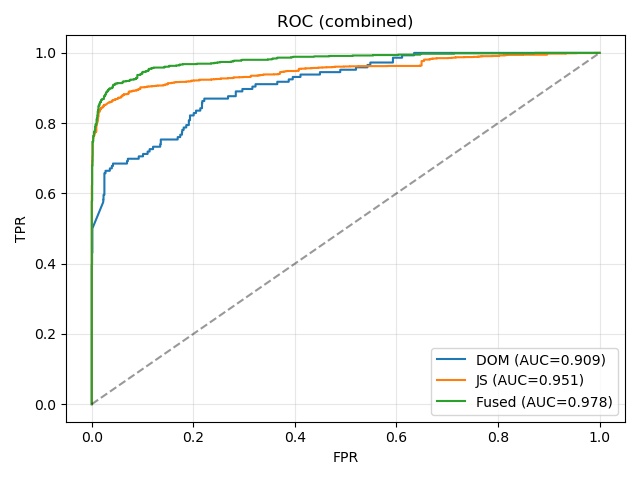 ROC (combined)
1.0
0.8
0.6
0.4
0.2
0.0
TPR
0.0 0.2 0.4 0.6 0.8 1.0
FPR
DOM (AUC=0.909)
JS (AUC=0.951)
Fused (AUC=0.978)